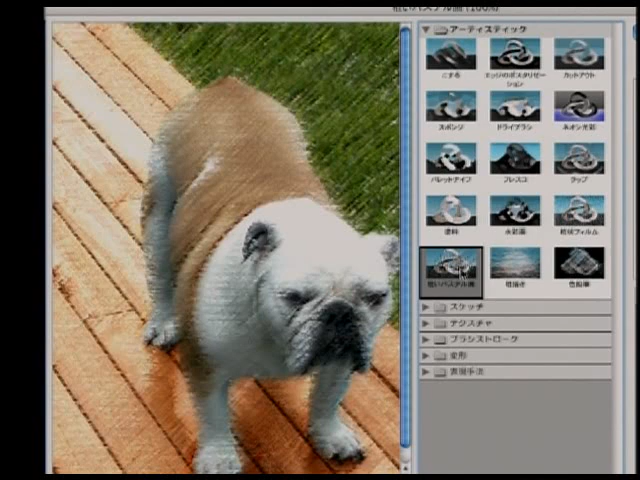 粗いパステル画 (100%)
アーティスティック
こする
エッジのポスタリゼーション
カットアウト
スポンジ
ドライブラシ
ネオン光彩
パレットナイフ
フレスコ
ラップ
塗料
水彩画
粒状フィルム
粗いパステル画
粗描き
色鉛筆
スケッチ
テクスチャ
ブラシストローク
変形
表現手法